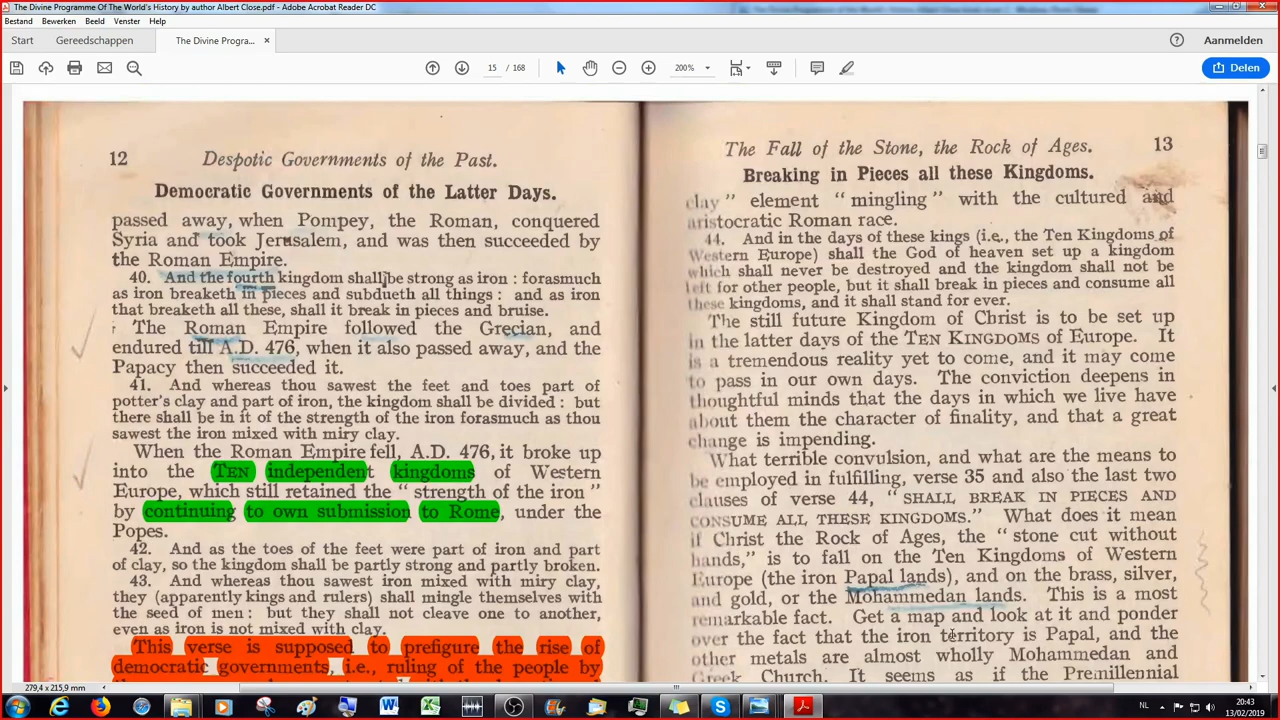 The Divine Programme Of The World's History by author Albert Close.pdf - Adobe Acrobat Reader DC
Bestand Bewerken Beeld Venster Help
Start Gereedschappen The Divine Progra... × Aanmelden
15 / 168 200% Delen
12 Despotic Governments of the Past.
Democratic Governments of the Latter Days.
passed away, when Pompey, the Roman, conquered
Syria and took Jerusalem, and was then succeeded by
the Roman Empire.
40. And the fourth kingdom shall be strong as iron : forasmuch
as iron breaketh in pieces and subdueth all things : and as iron
that breaketh all these, shall it break in pieces and bruise.
The Roman Empire followed the Grecian, and
endured till A.D. 476, when it also passed away, and the
Papacy then succeeded it.
41. And whereas thou sawest the feet and toes part of
potter's clay and part of iron, the kingdom shall be divided : but
there shall be in it of the strength of the iron forasmuch as thou
sawest the iron mixed with miry clay.
When the Roman Empire fell, A.D. 476, it broke up
into the TEN independent kingdoms of Western
Europe, which still retained the “ strength of the iron ”
by continuing to own submission to Rome, under the
Popes.
42. And as the toes of the feet were part of iron and part
of clay, so the kingdom shall be partly strong and partly broken.
43. And whereas thou sawest iron mixed with miry clay,
they (apparently kings and rulers) shall mingle themselves with
the seed of men : but they shall not cleave one to another,
even as iron is not mixed with clay.
This verse is supposed to prefigure the rise of
democratic governments, i.e., ruling of the people by
The Fall of the Stone, the Rock of Ages. 13
Breaking in Pieces all these Kingdoms.
clay ” element “ mingling ” with the cultured and
aristocratic Roman race.
44. And in the days of these kings (i.e., the Ten Kingdoms of
Western Europe) shall the God of heaven set up a kingdom
which shall never be destroyed and the kingdom shall not be
left for other people, but it shall break in pieces and consume all
these kingdoms, and it shall stand for ever.
The still future Kingdom of Christ is to be set up
in the latter days of the TEN KINGDOMS of Europe. It
is a tremendous reality yet to come, and it may come
to pass in our own days. The conviction deepens in
thoughtful minds that the days in which we live have
about them the character of finality, and that a great
change is impending.
What terrible convulsion, and what are the means to
be employed in fulfilling, verse 35 and also the last two
clauses of verse 44, “SHALL BREAK IN PIECES AND
CONSUME ALL THESE KINGDOMS.” What does it mean
if Christ the Rock of Ages, the “ stone cut without
hands,” is to fall on the Ten Kingdoms of Western
Europe (the iron Papal lands), and on the brass, silver,
and gold, or the Mohammedan lands. This is a most
remarkable fact. Get a map and look at it and ponder
over the fact that the iron territory is Papal, and the
other metals are almost wholly Mohammedan and
Greek Church. It seems as if the Premillennial
279,4 x 215,9 mm
NL 20:43
13/02/2019